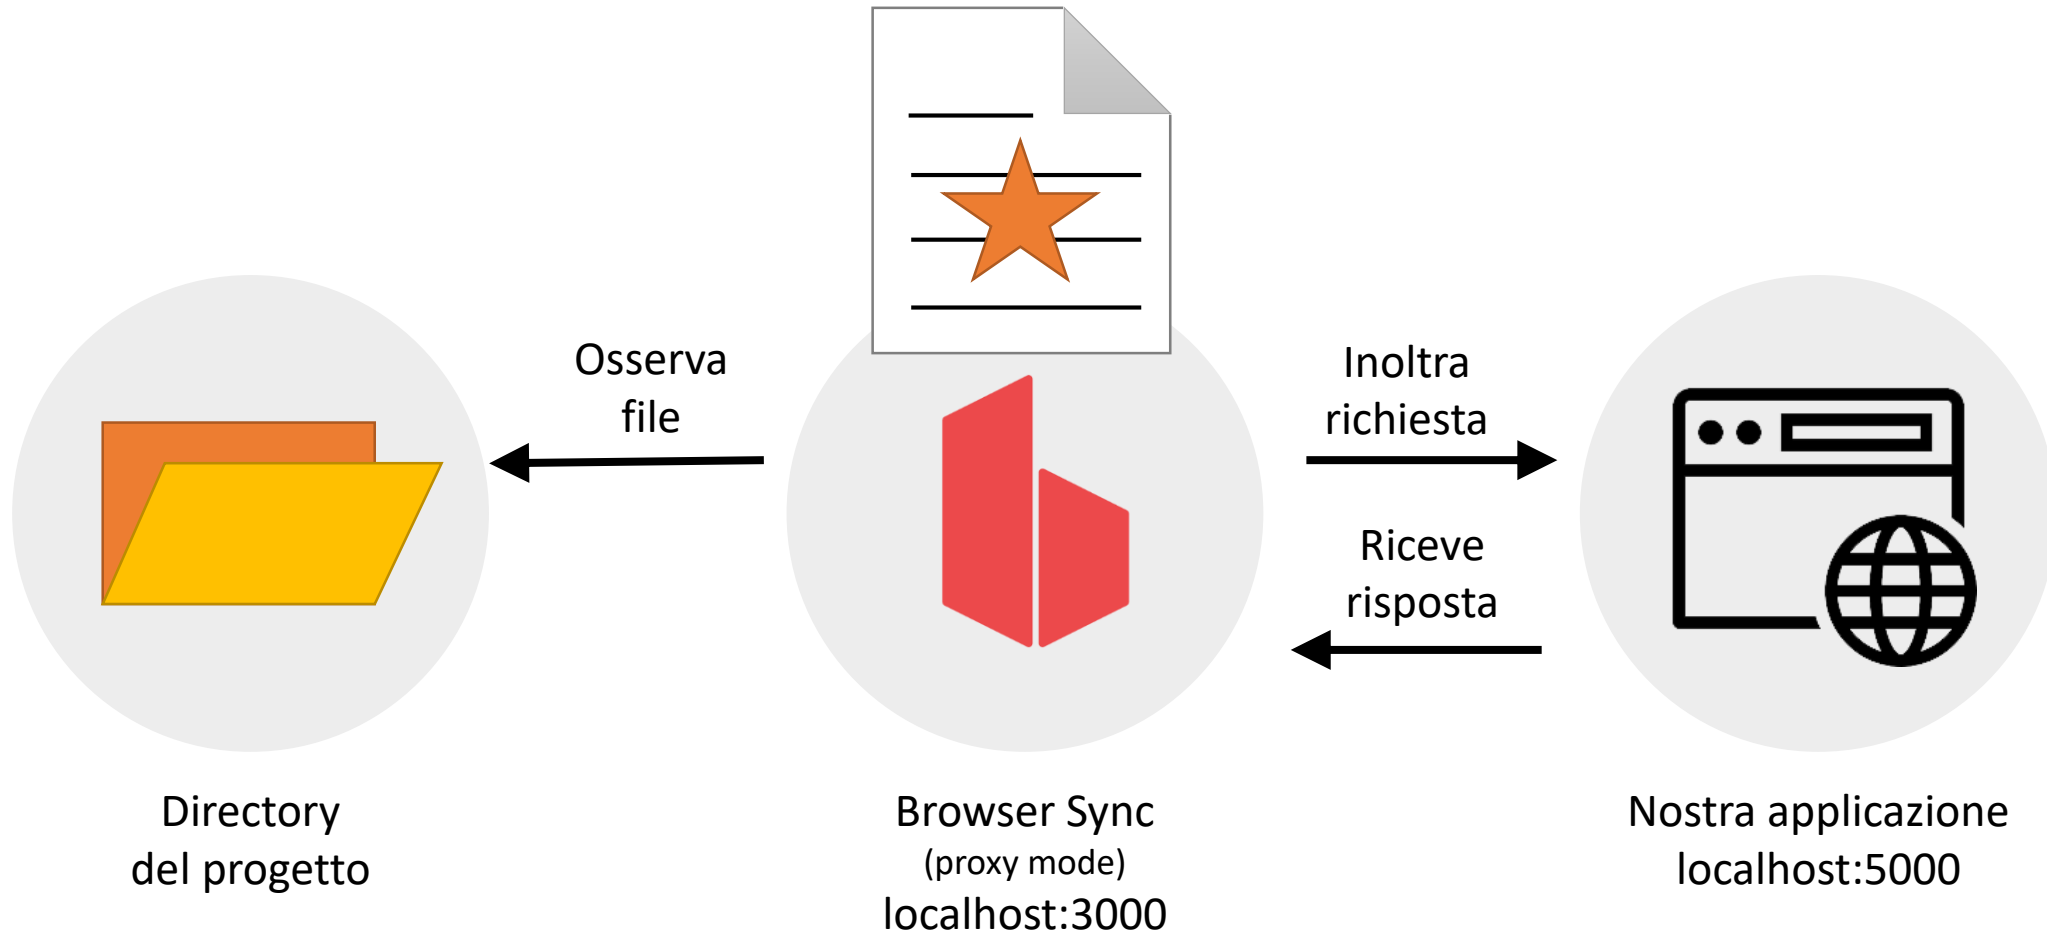 Osserva
file
Inoltra
richiesta
Riceve
risposta
Directory
del progetto
Browser Sync
(proxy mode)
localhost:3000
Nostra applicazione
localhost:5000